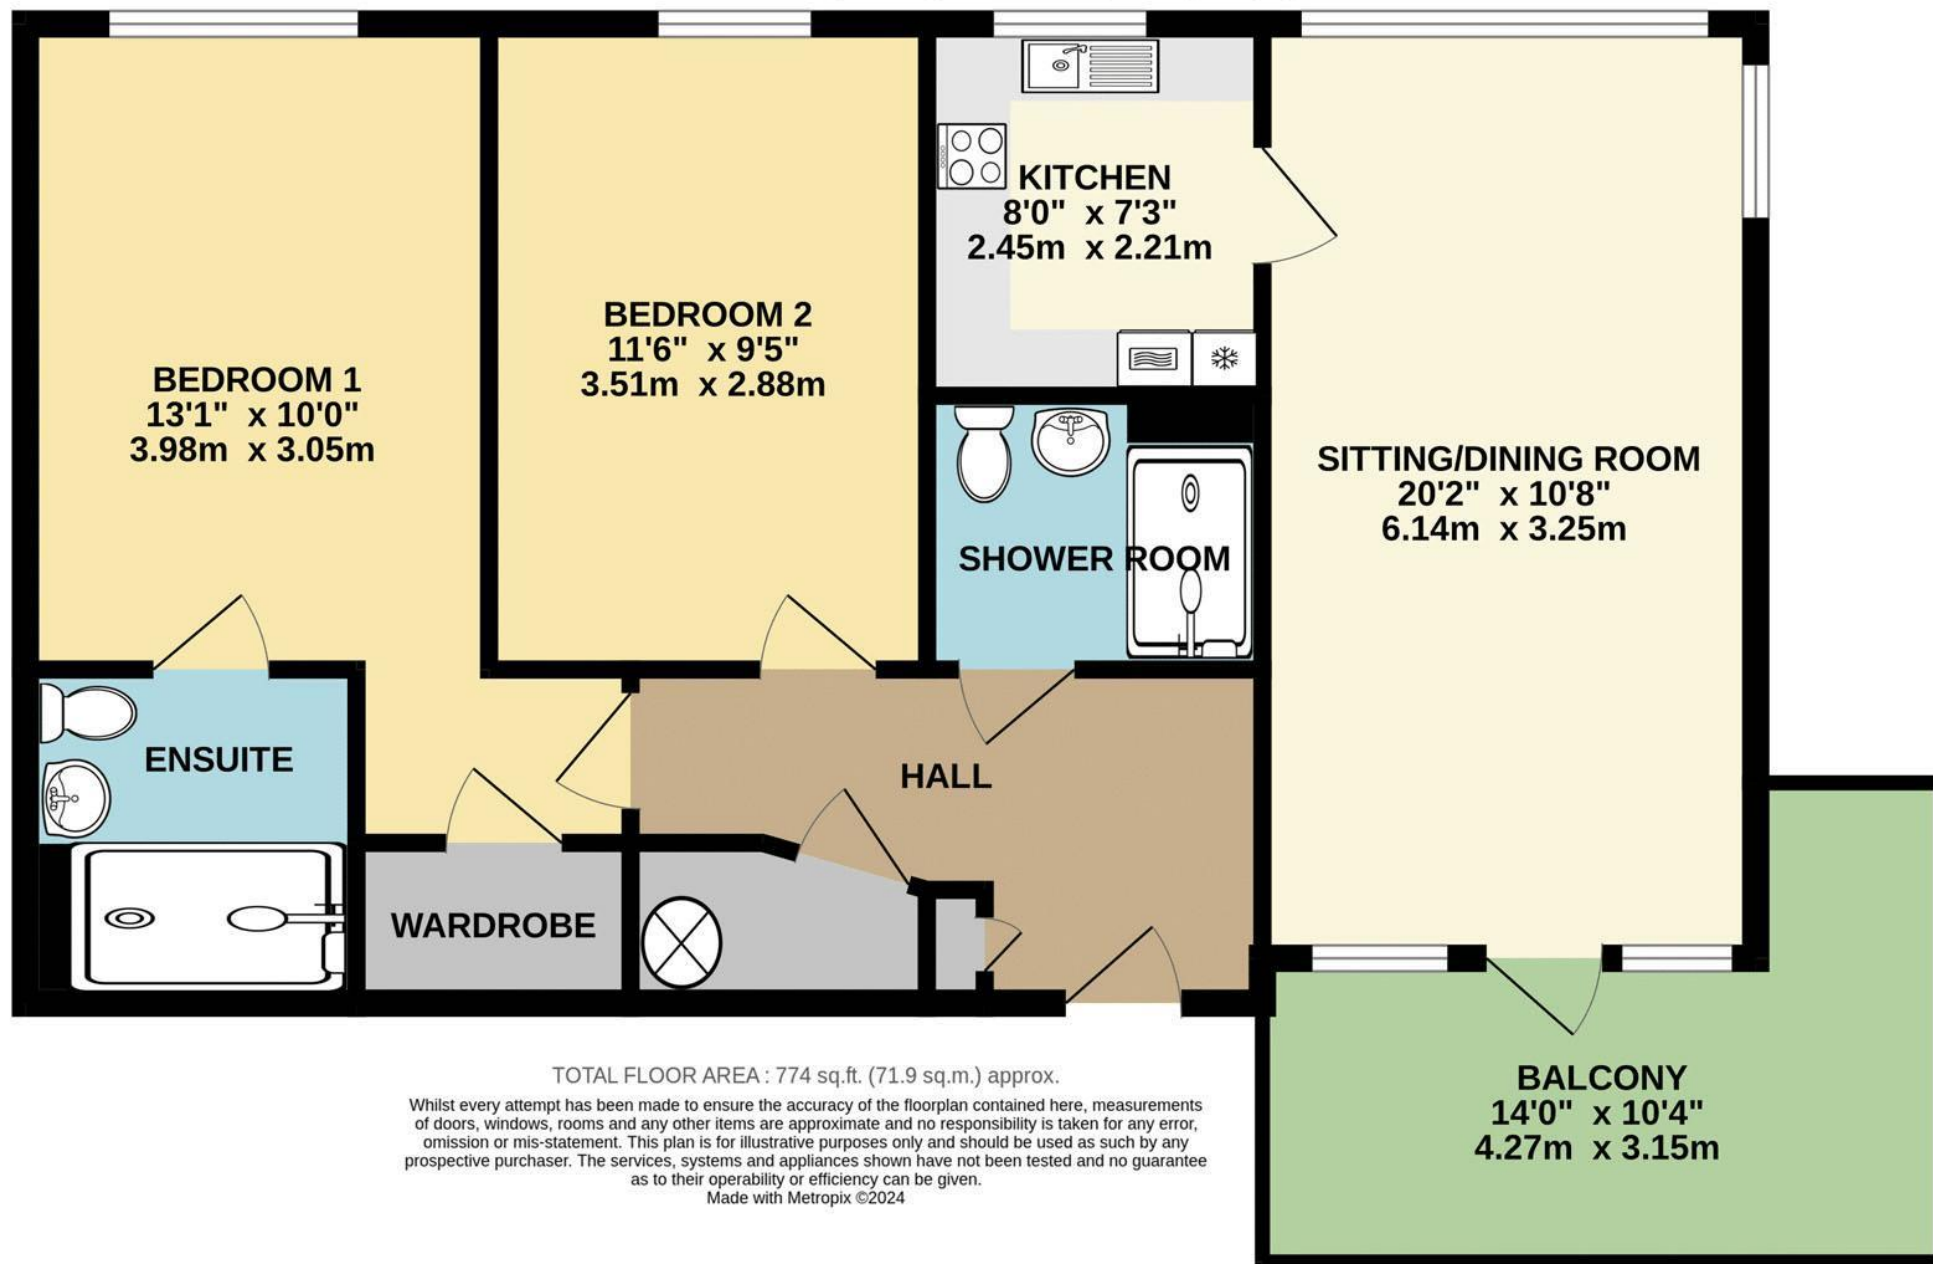 BEDROOM 1
13'1" x 10'0"
3.98m x 3.05m
BEDROOM 2
11'6" x 9'5"
3.51m x 2.88m
KITCHEN
8'0" x 7'3"
2.45m x 2.21m
SITTING/DINING ROOM
20'2" x 10'8"
6.14m x 3.25m
SHOWER ROOM
ENSUITE
HALL
WARDROBE
BALCONY
14'0" x 10'4"
4.27m x 3.15m
TOTAL FLOOR AREA : 774 sq.ft. (71.9 sq.m.) approx.
Whilst every attempt has been made to ensure the accuracy of the floorplan contained here, measurements
of doors, windows, rooms and any other items are approximate and no responsibility is taken for any error,
omission or mis-statement. This plan is for illustrative purposes only and should be used as such by any
prospective purchaser. The services, systems and appliances shown have not been tested and no guarantee
as to their operability or efficiency can be given.
Made with Metropix ©2024